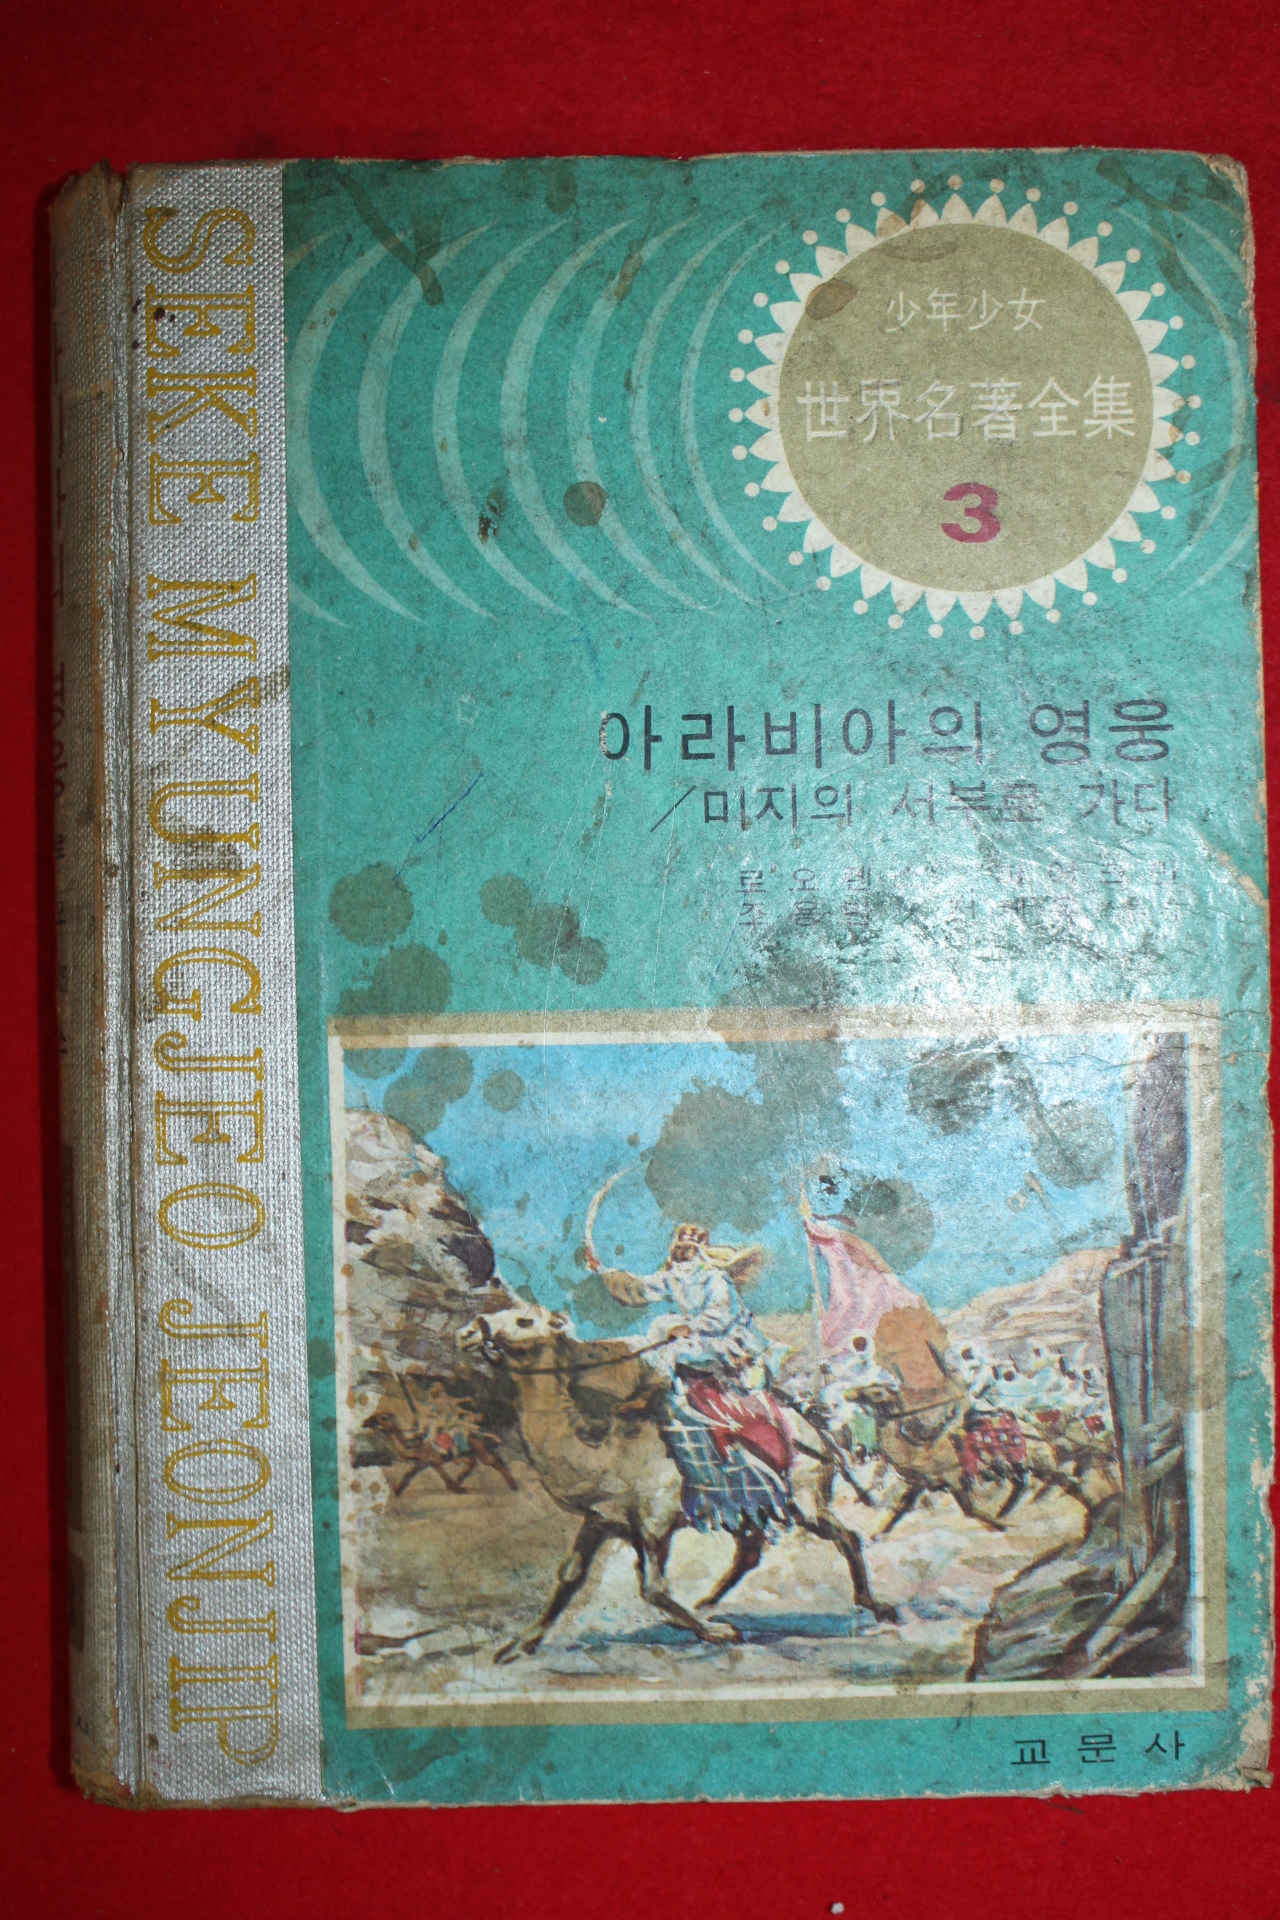 SEKE MYUNGJEO JEONJIP
少年少女
世界名著全集
3
아라비아의 영웅
/미지의 서부로 가다
교문사